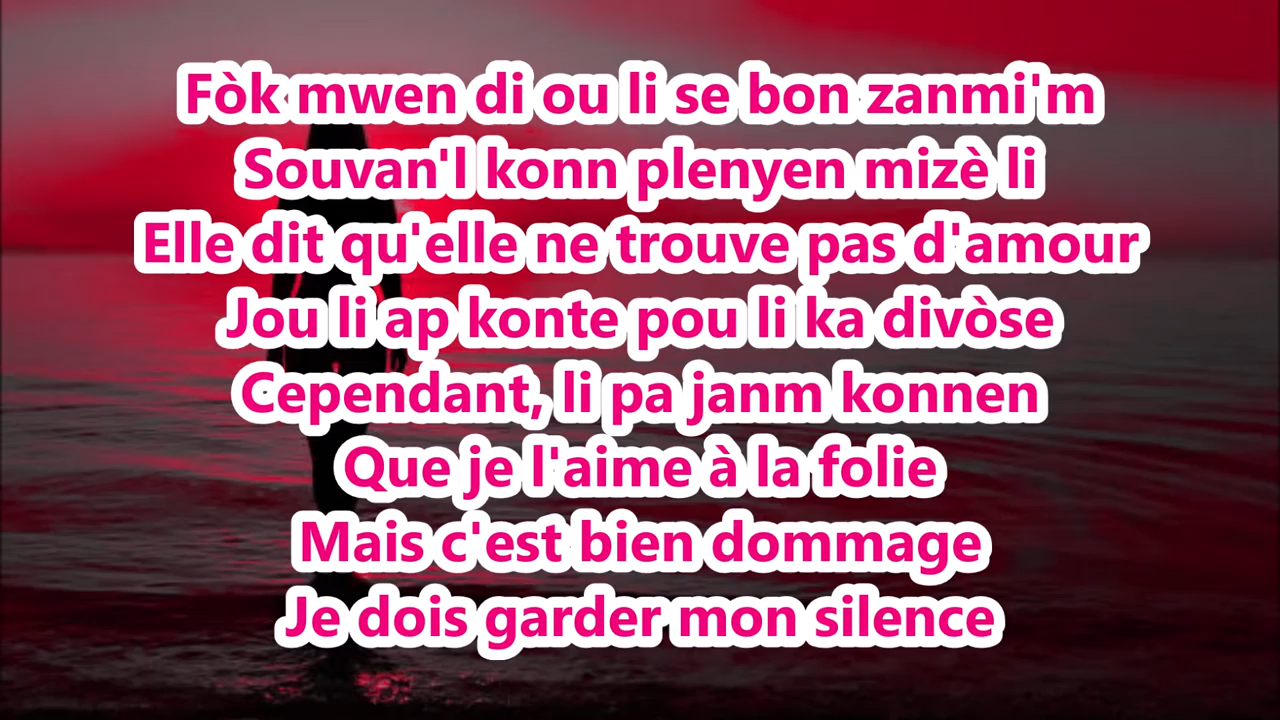 Fòk mwen di ou li se bon zanmi'm
Souvan'l konn plenyen mizè li
Elle dit qu'elle ne trouve pas d'amour
Jou li ap konte pou li ka divòse
Cependant, li pa janm konnen
Que je l'aime à la folie
Mais c'est bien dommage
Je dois garder mon silence